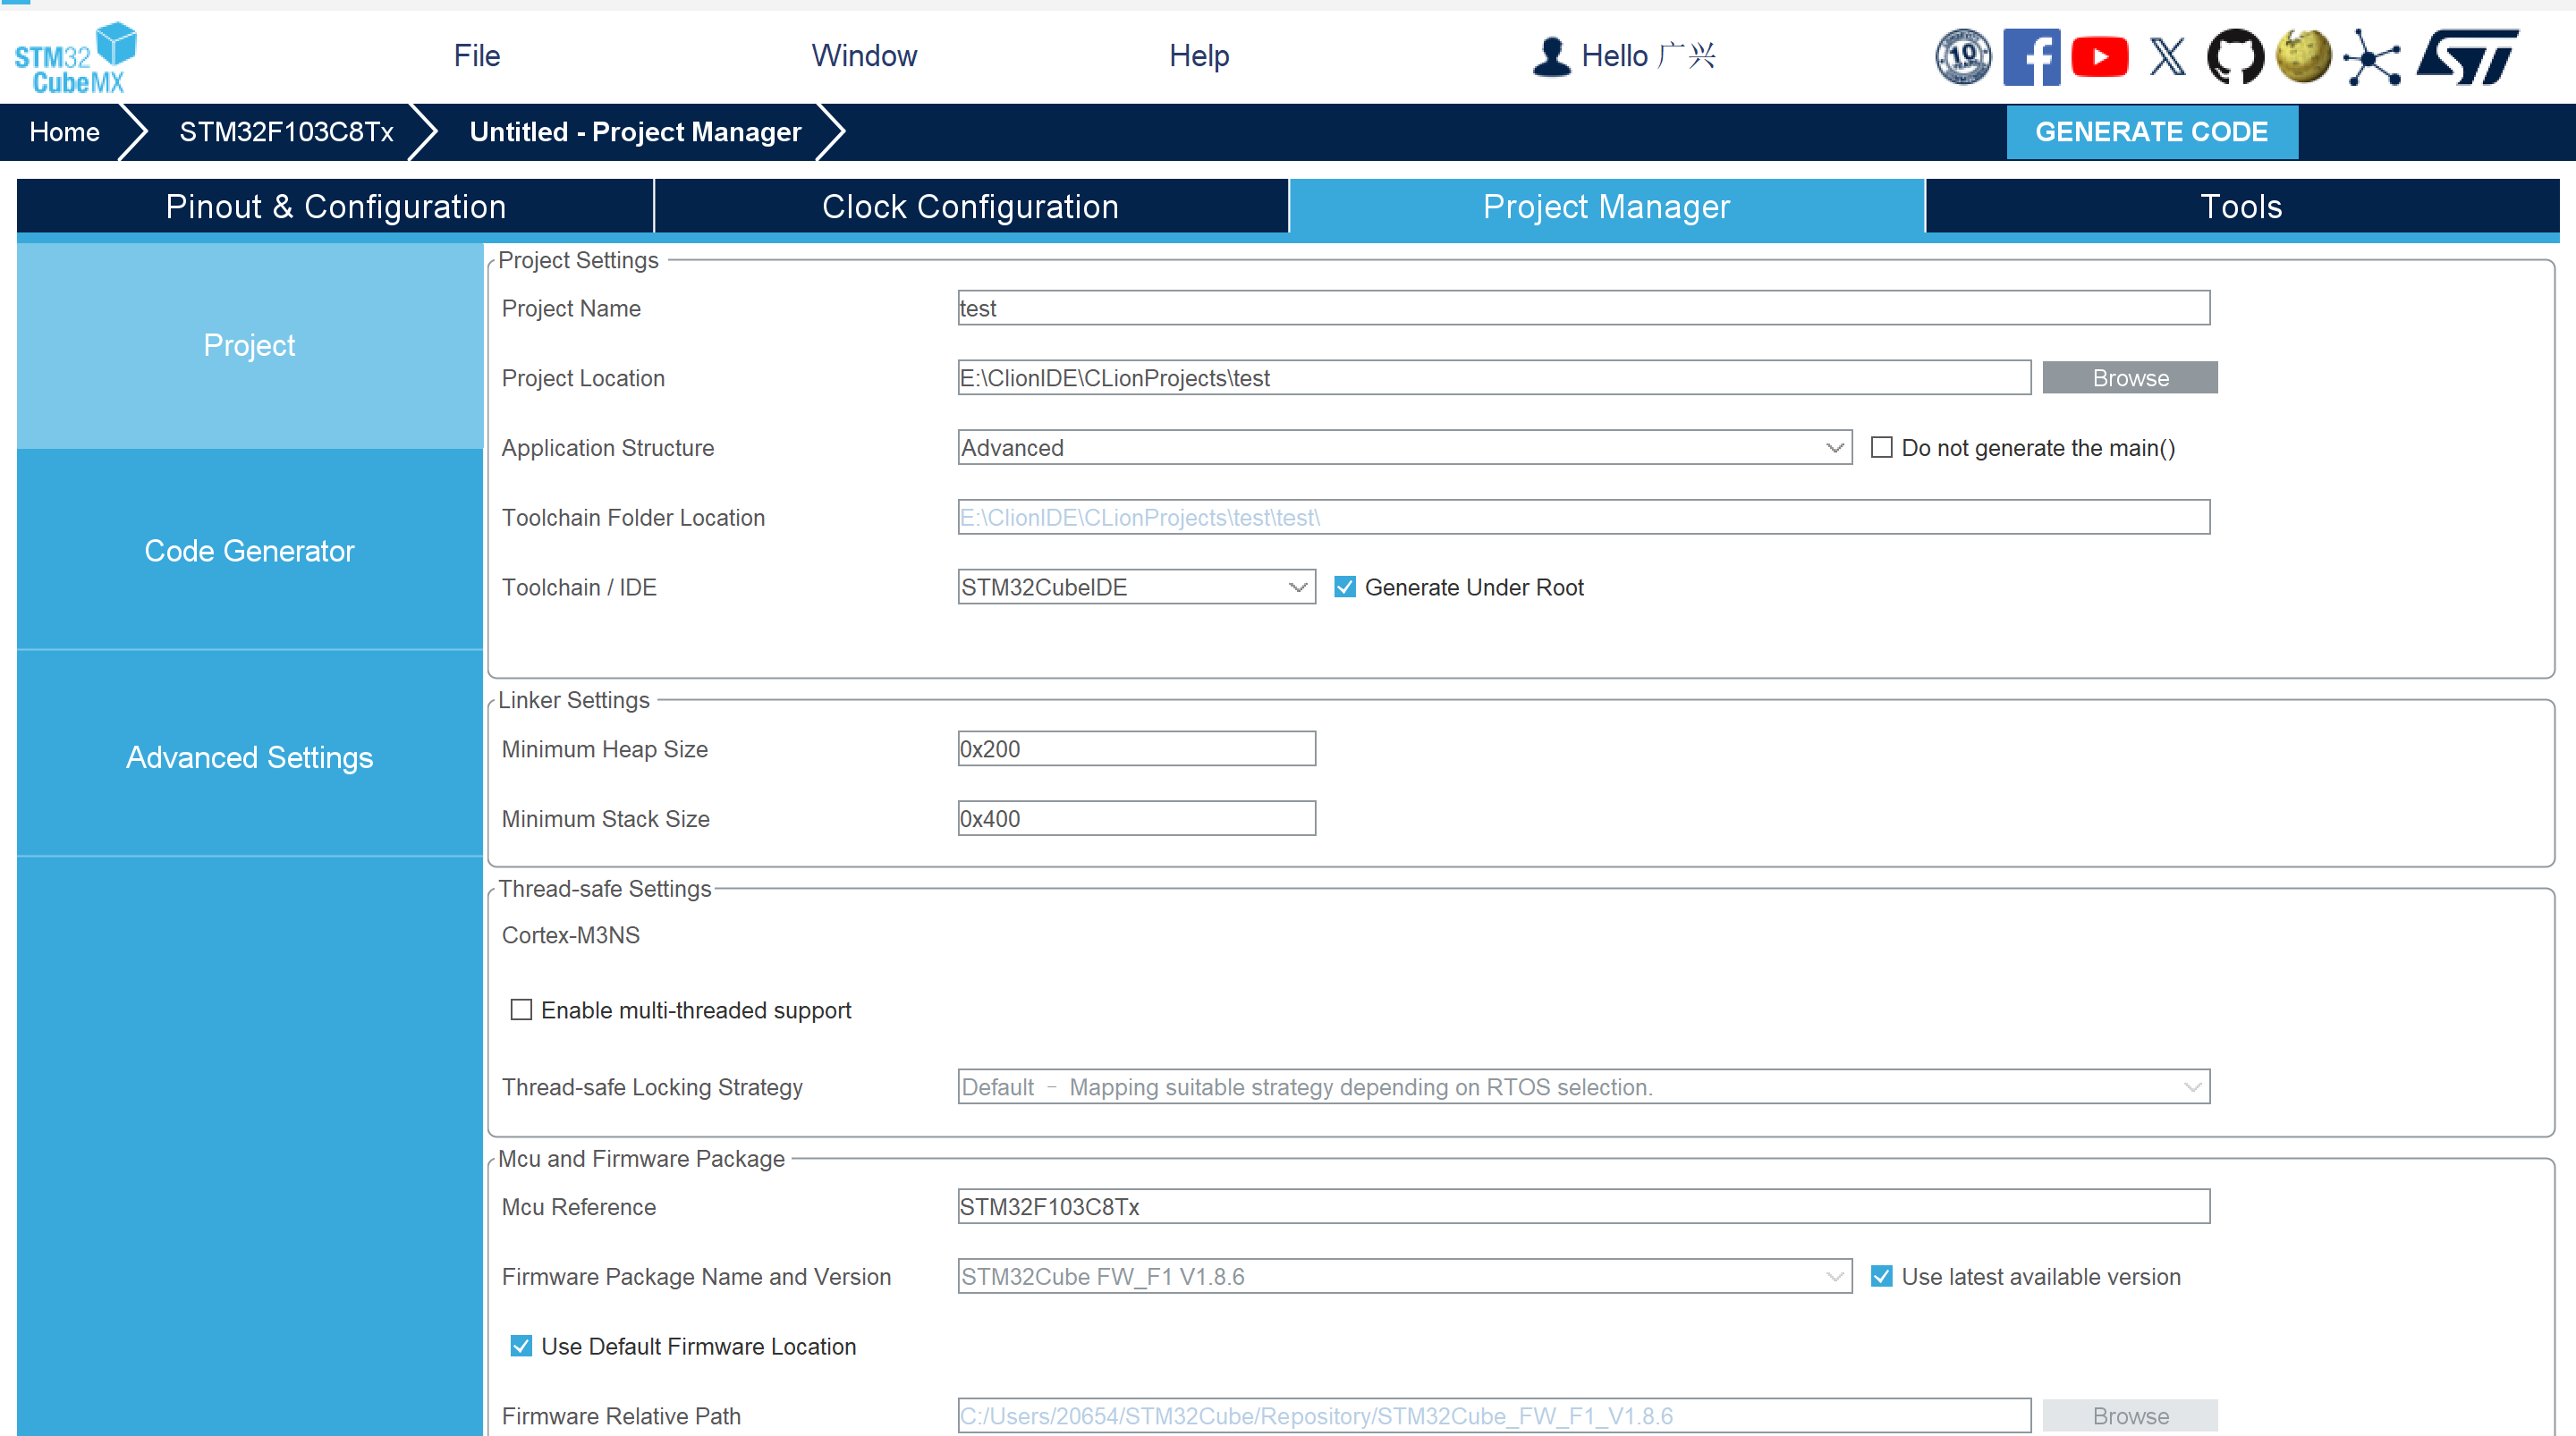 STM32
CubeMX
File
Window
Help
Hello 广兴
10
Home
STM32F103C8Tx
Untitled - Project Manager
GENERATE CODE
Pinout & Configuration
Clock Configuration
Project Manager
Tools
Project
Code Generator
Advanced Settings
Project Settings
Project Name
test
Project Location
E:\ClionIDE\CLionProjects\test
Browse
Application Structure
Advanced
Do not generate the main()
Toolchain Folder Location
E:\ClionIDE\CLionProjects\test\test\
Toolchain / IDE
STM32CubeIDE
Generate Under Root
Linker Settings
Minimum Heap Size
0x200
Minimum Stack Size
0x400
Thread-safe Settings
Cortex-M3NS
Enable multi-threaded support
Thread-safe Locking Strategy
Default – Mapping suitable strategy depending on RTOS selection.
Mcu and Firmware Package
Mcu Reference
STM32F103C8Tx
Firmware Package Name and Version
STM32Cube FW_F1 V1.8.6
Use latest available version
Use Default Firmware Location
Firmware Relative Path
C:/Users/20654/STM32Cube/Repository/STM32Cube_FW_F1_V1.8.6
Browse